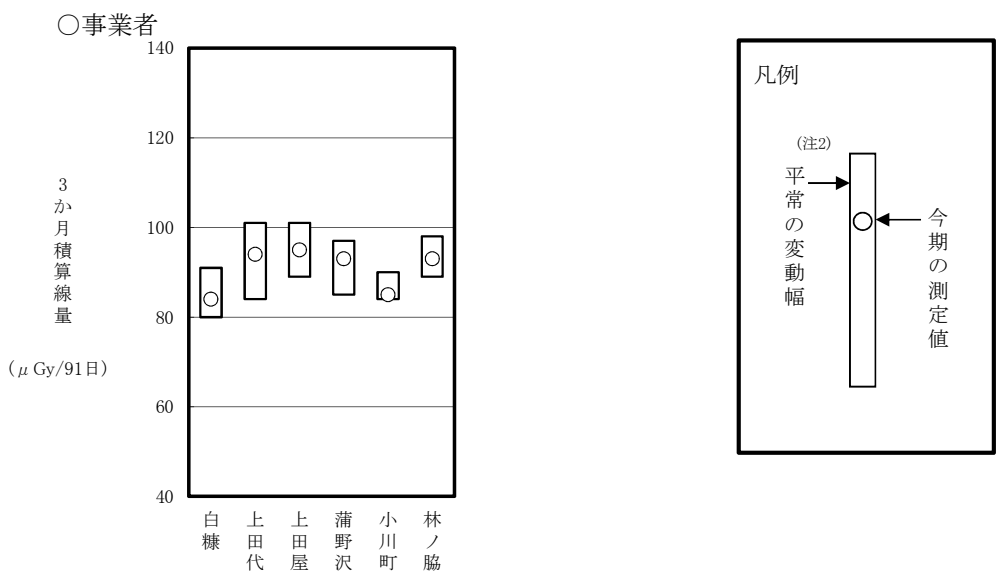 ○事業者
140
120
100
80
60
40
3か月積算線量
(μGy/91日)
白糠
上田代
上田屋
蒲野沢
小川町
林ノ脇
凡例
(注2)
平常の変動幅
今期の測定値